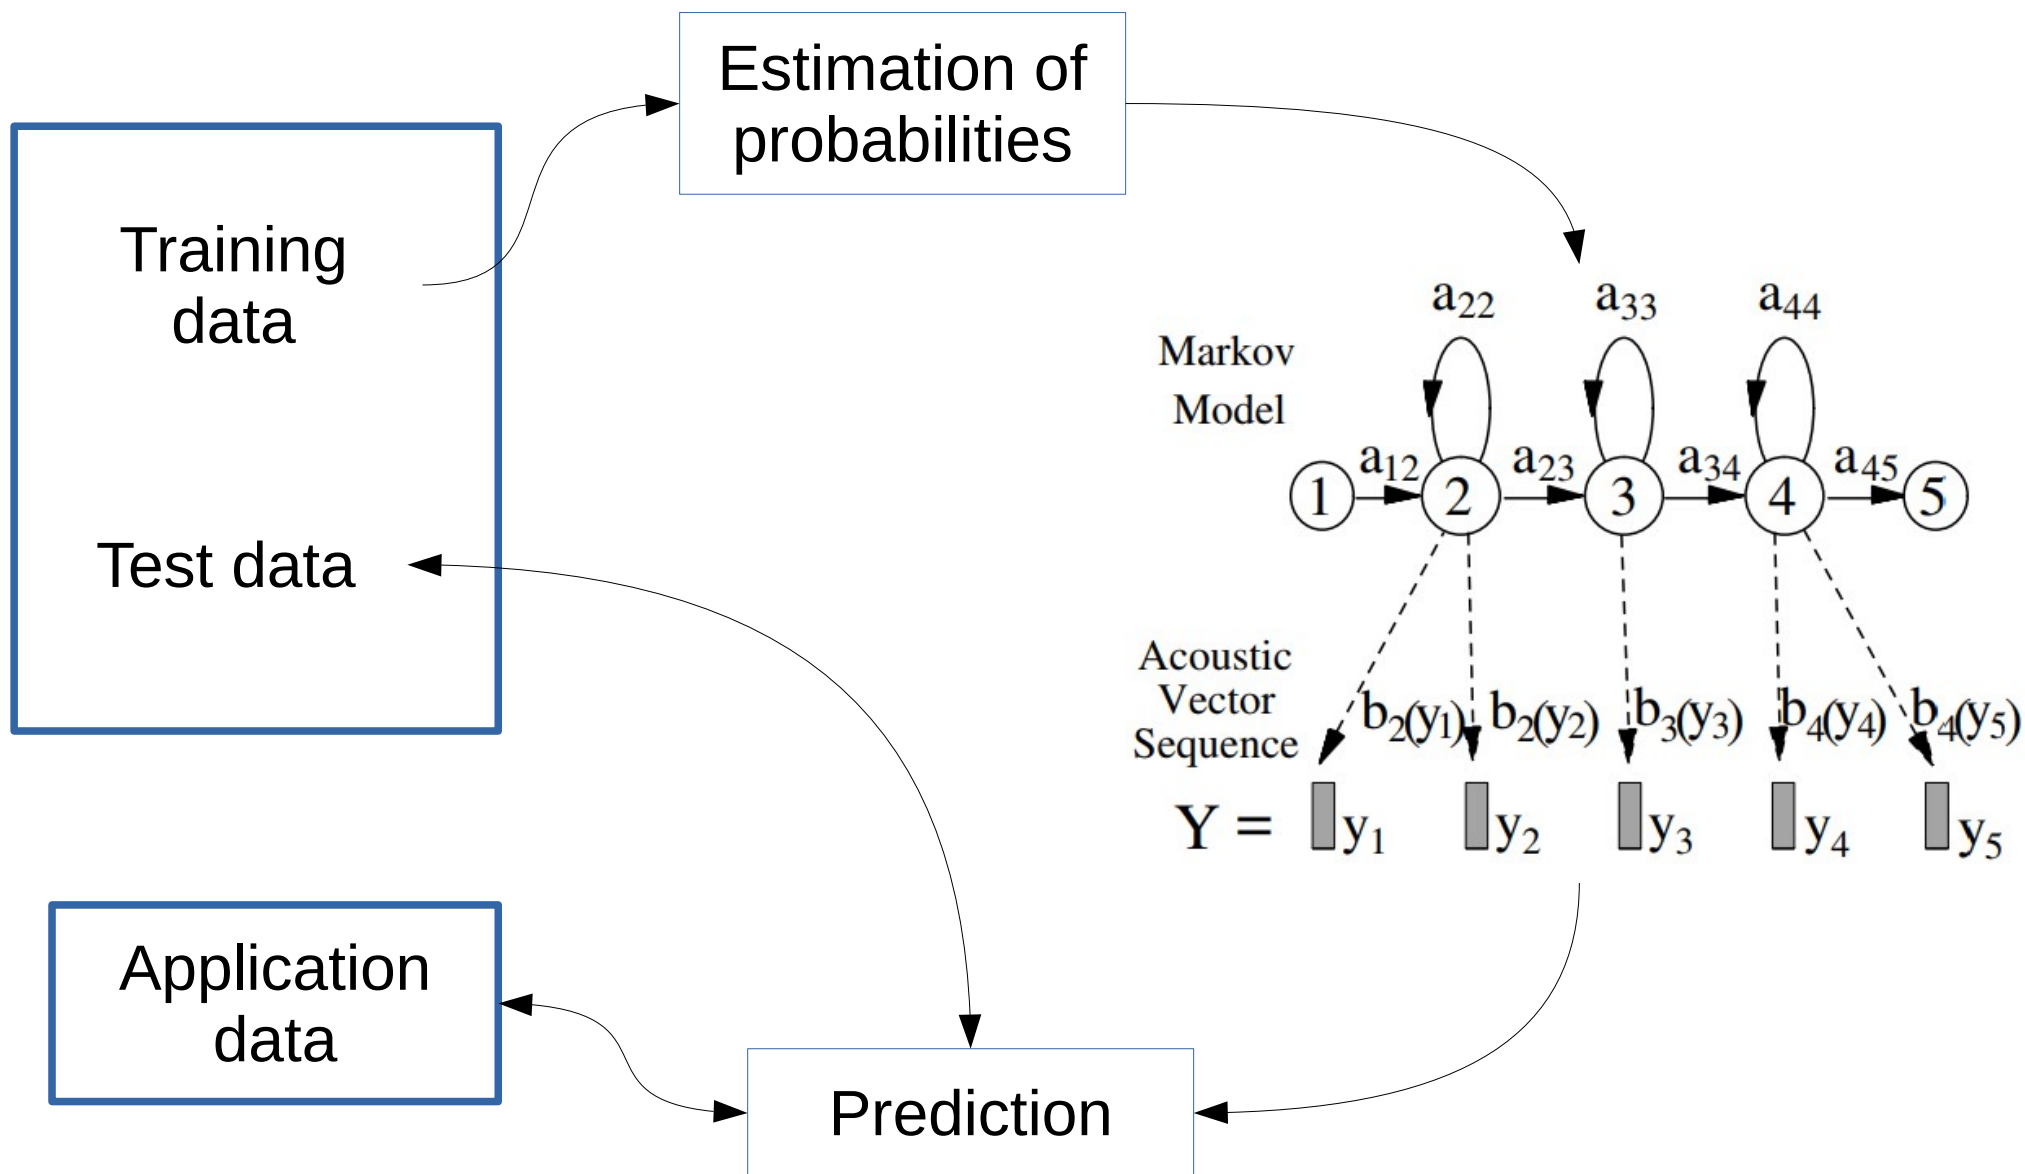 Estimation of
probabilities
Training
data
Test data
Application
data
Prediction
Markov
Model
a22 a33 a44
a12 a23 a34 a45
1 2 3 4 5
Acoustic
Vector
Sequence
b2(y1) b2(y2) b3(y3) b4(y4) b4(y5)
Y = y1 y2 y3 y4 y5